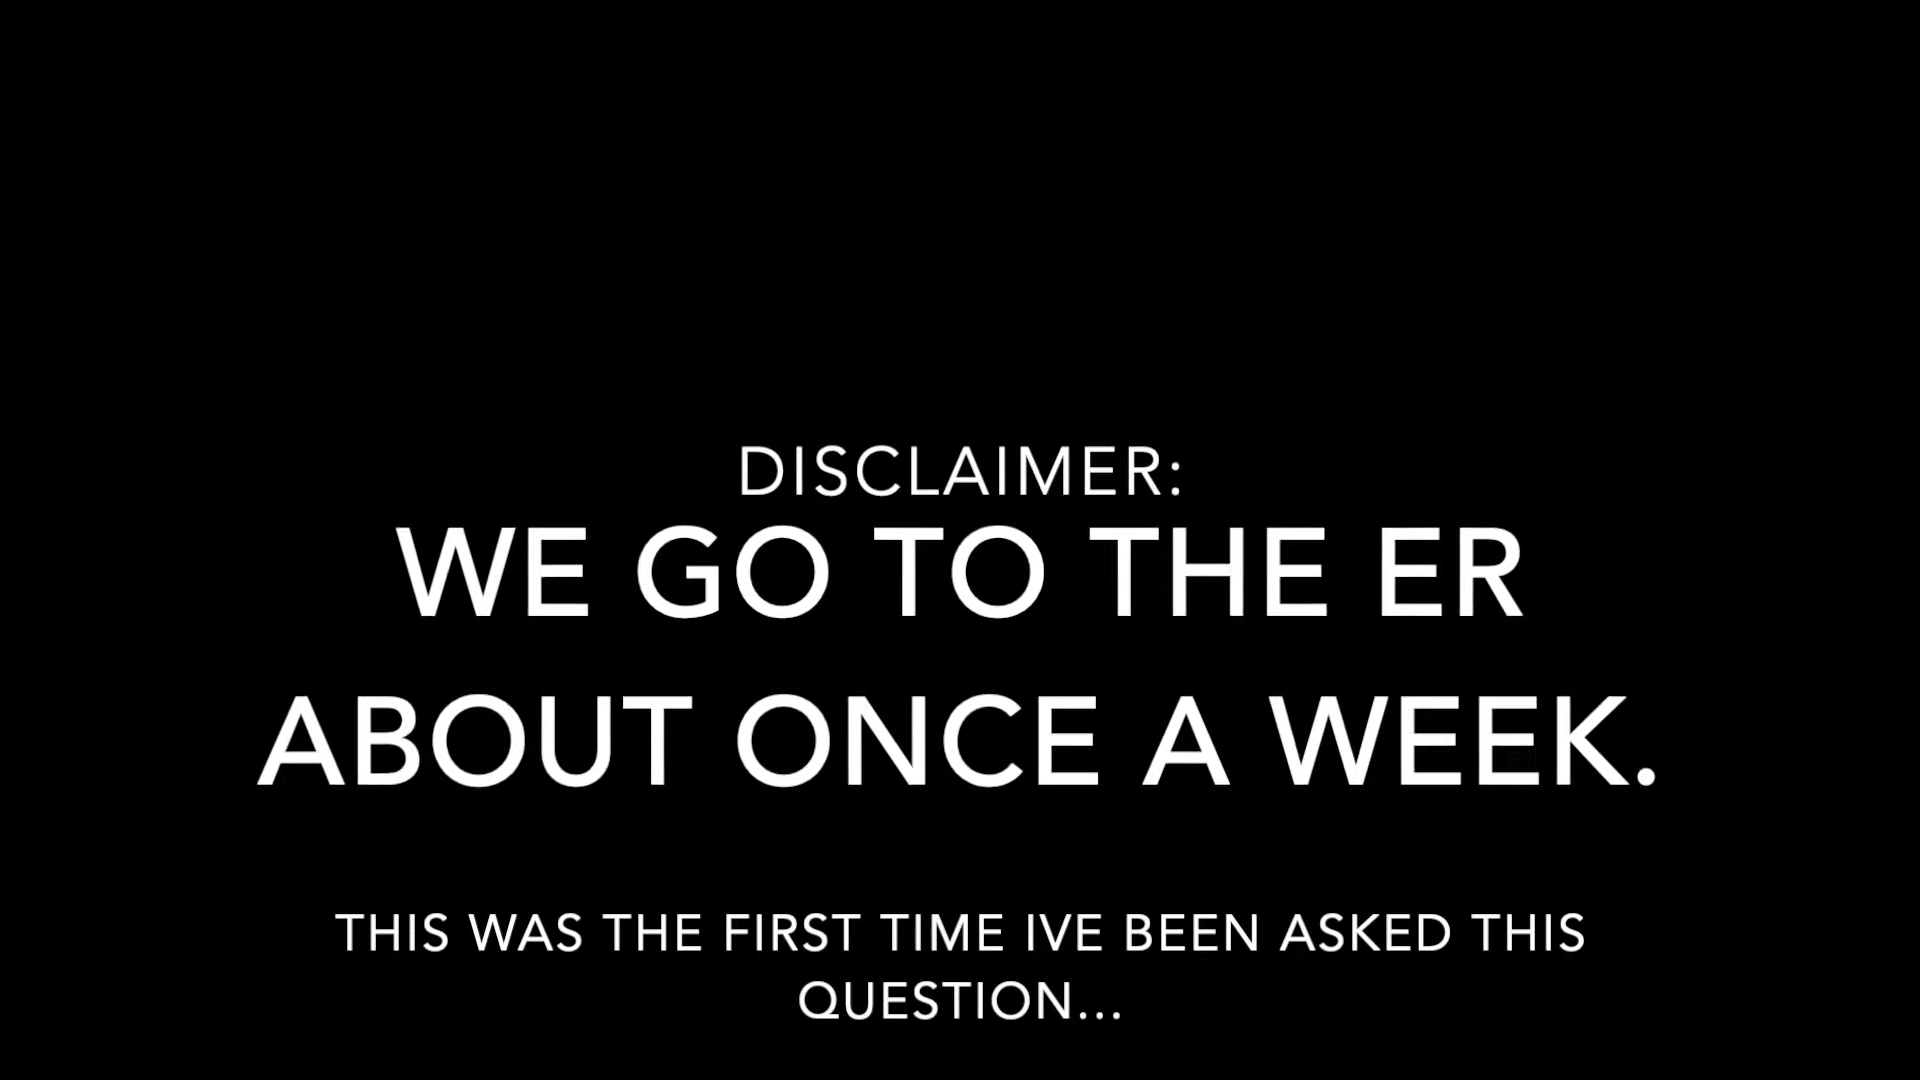 DISCLAIMER:
WE GO TO THE ER
ABOUT ONCE A WEEK.
THIS WAS THE FIRST TIME IVE BEEN ASKED THIS
QUESTION...